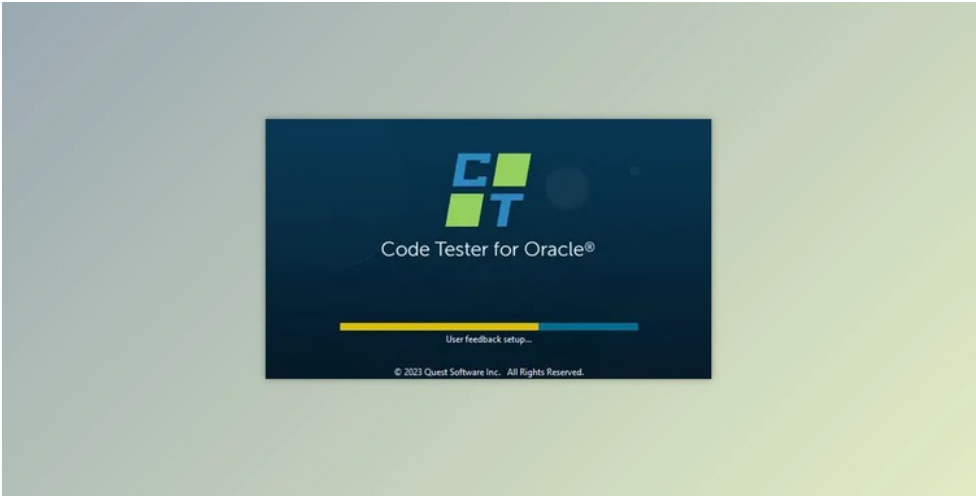 C
T
Code Tester for Oracle®
User feedback setup...
© 2023 Quest Software Inc. All Rights Reserved.